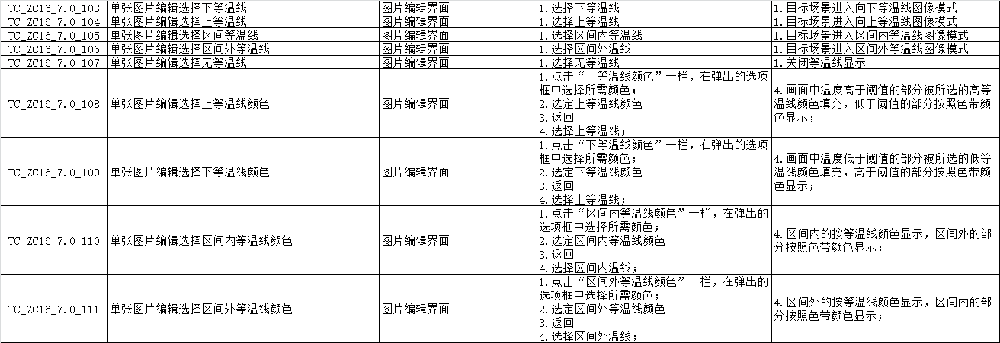 TC_ZC16_7.0_103 单张图片编辑选择下等温线 图片编辑界面 1.选择下等温线 1.目标场景进入向下等温线图像模式
TC_ZC16_7.0_104 单张图片编辑选择上等温线 图片编辑界面 1.选择上等温线 1.目标场景进入向上等温线图像模式
TC_ZC16_7.0_105 单张图片编辑选择区间等温线 图片编辑界面 1.选择区间内等温线 1.目标场景进入区间内等温线图像模式
TC_ZC16_7.0_106 单张图片编辑选择区间外等温线 图片编辑界面 1.选择区间外温线 1.目标场景进入区间外等温线图像模式
TC_ZC16_7.0_107 单张图片编辑选择无等温线 图片编辑界面 1.选择无等温线 1.关闭等温线显示
TC_ZC16_7.0_108 单张图片编辑选择上等温线颜色 图片编辑界面
1.点击“上等温线颜色”一栏，在弹出的选项
框中选择所需颜色；
2.选定上等温线颜色
3.返回
4.选择上等温线；
4.画面中温度高于阈值的部分被所选的高等
温线颜色填充，低于阈值的部分按照色带颜
色显示；
TC_ZC16_7.0_109 单张图片编辑选择下等温线颜色 图片编辑界面
1.点击“下等温线颜色”一栏，在弹出的选项
框中选择所需颜色；
2.选定下等温线颜色
3.返回
4.选择上等温线；
4.画面中温度低于阈值的部分被所选的低等
温线颜色填充，高于阈值的部分按照色带颜
色显示；
TC_ZC16_7.0_110 单张图片编辑选择区间内等温线颜色 图片编辑界面
1.点击“区间内等温线颜色”一栏，在弹出的
选项框中选择所需颜色；
2.选定区间内等温线颜色
3.返回
4.选择区间内温线；
4.区间内的按等温线颜色显示，区间外的部
分按照色带颜色显示；
TC_ZC16_7.0_111 单张图片编辑选择区间外等温线颜色 图片编辑界面
1.点击“区间外等温线颜色”一栏，在弹出的
选项框中选择所需颜色；
2.选定区间外等温线颜色
3.返回
4.选择区间外温线；
4.区间外的按等温线颜色显示，区间内的部
分按照色带颜色显示；